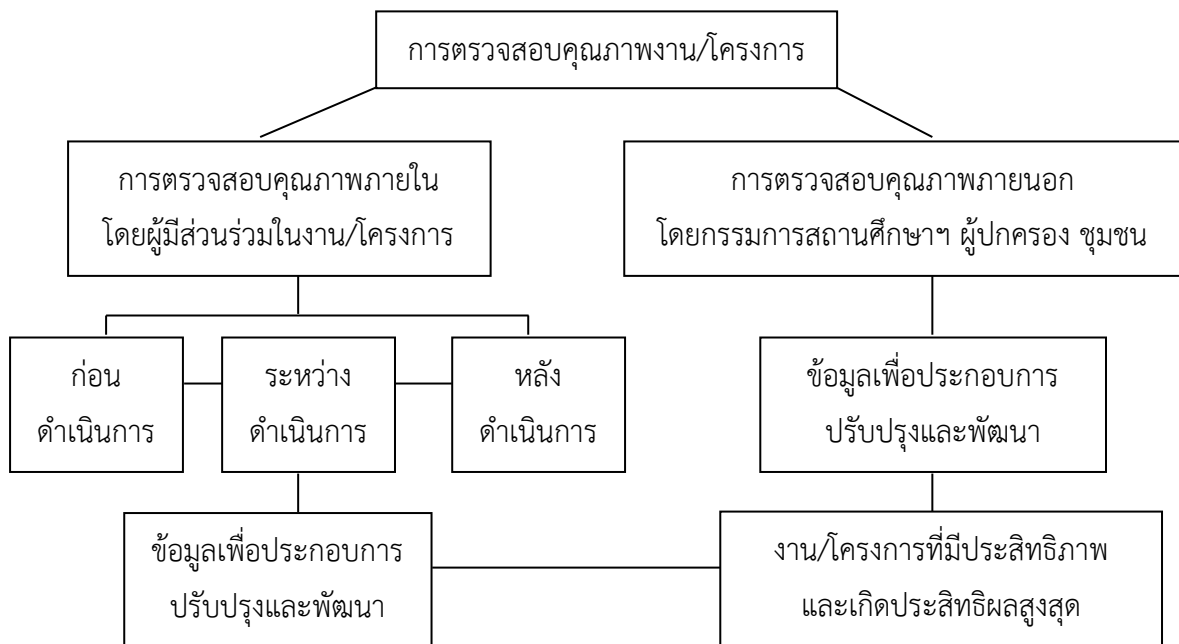 การตรวจสอบคุณภาพงาน/โครงการ
การตรวจสอบคุณภาพภายใน
โดยผู้มีส่วนร่วมในงาน/โครงการ
การตรวจสอบคุณภาพภายนอก
โดยกรรมการสถานศึกษาฯ ผู้ปกครอง ชุมชน
ก่อน
ดำเนินการ
ระหว่าง
ดำเนินการ
หลัง
ดำเนินการ
ข้อมูลเพื่อประกอบการ
ปรับปรุงและพัฒนา
ข้อมูลเพื่อประกอบการ
ปรับปรุงและพัฒนา
งาน/โครงการที่มีประสิทธิภาพ
และเกิดประสิทธิผลสูงสุด